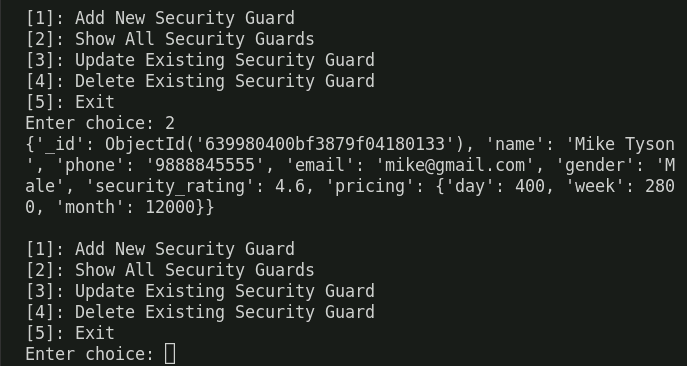 [1]: Add New Security Guard
[2]: Show All Security Guards
[3]: Update Existing Security Guard
[4]: Delete Existing Security Guard
[5]: Exit
Enter choice: 2
{'_id': ObjectId('639980400bf3879f04180133'), 'name': 'Mike Tyson
', 'phone': '9888845555', 'email': 'mike@gmail.com', 'gender': 'M
ale', 'security_rating': 4.6, 'pricing': {'day': 400, 'week': 280
0, 'month': 12000}}
[1]: Add New Security Guard
[2]: Show All Security Guards
[3]: Update Existing Security Guard
[4]: Delete Existing Security Guard
[5]: Exit
Enter choice: